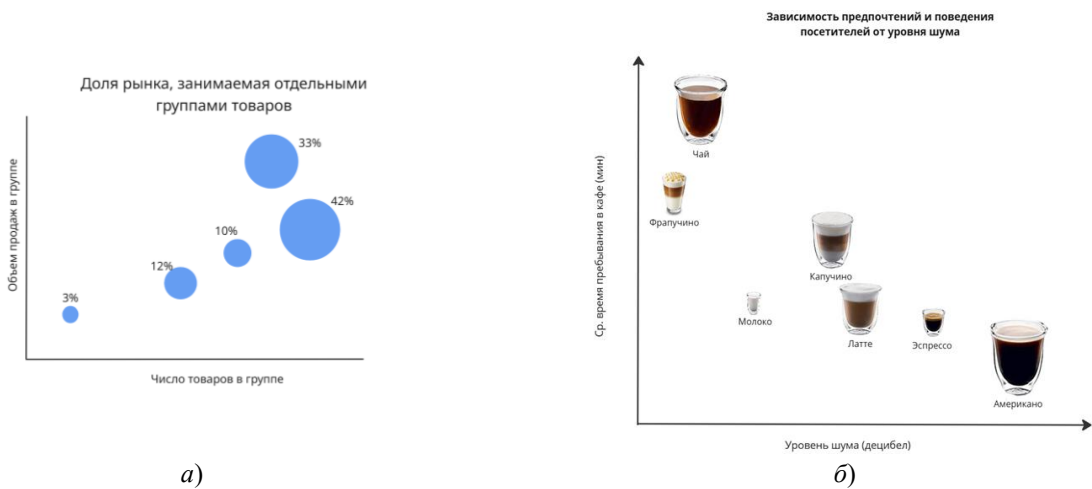 Доля рынка, занимаемая отдельными
группами товаров
Объем продаж в группе
33%
42%
10%
12%
3%
Число товаров в группе
а)
Зависимость предпочтений и поведения
посетителей от уровня шума
Ср. время пребывания в кафе (мин)
Чай
Фрапучино
Капучино
Молоко
Латте
Эспрессо
Американо
Уровень шума (децибел)
б)